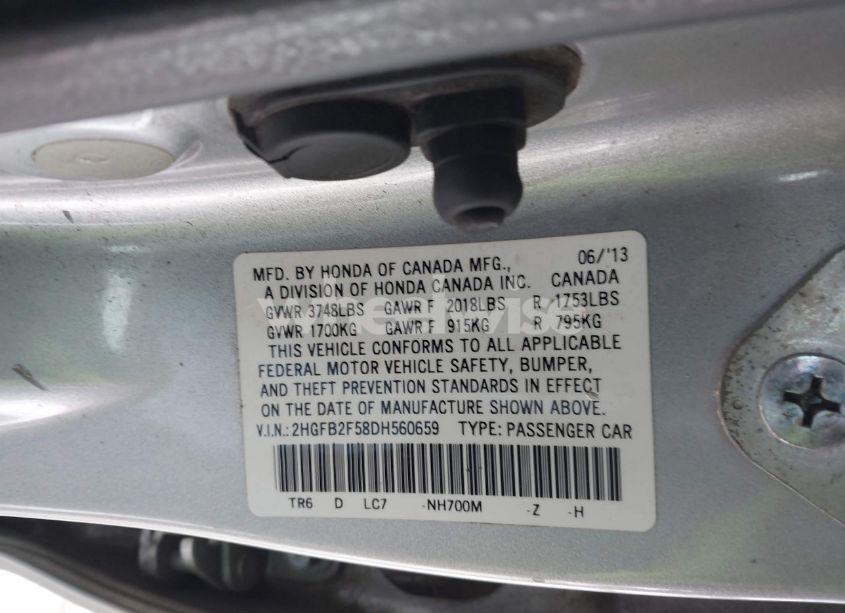 MFD. BY HONDA OF CANADA MFG., 06/'13
A DIVISION OF HONDA CANADA INC. CANADA
GVWR 3748LBS GAWR F 2018LBS R 1753LBS
GVWR 1700KG GAWR F 915KG R 795KG
THIS VEHICLE CONFORMS TO ALL APPLICABLE
FEDERAL MOTOR VEHICLE SAFETY, BUMPER,
AND THEFT PREVENTION STANDARDS IN EFFECT
ON THE DATE OF MANUFACTURE SHOWN ABOVE.
V.I.N.: 2HGFB2F58DH560659 TYPE: PASSENGER CAR
TR6 D LC7 -NH700M -Z -H